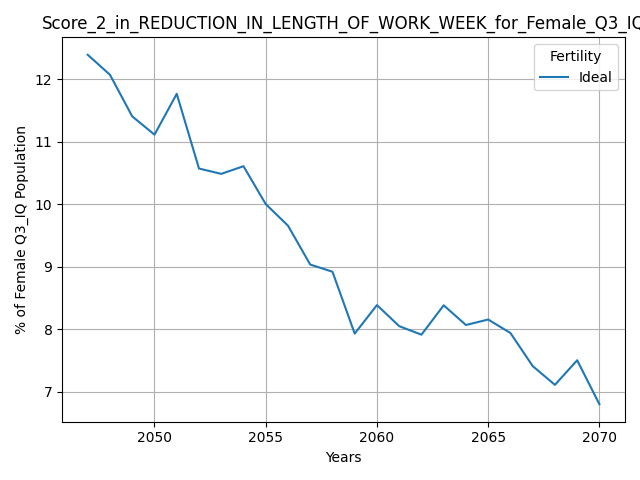 Score_2_in_REDUCTION_IN_LENGTH_OF_WORK_WEEK_for_Female_Q3_IQ
Fertility
Ideal
% of Female Q3_IQ Population
12
11
10
9
8
7
2050 2055 2060 2065 2070
Years